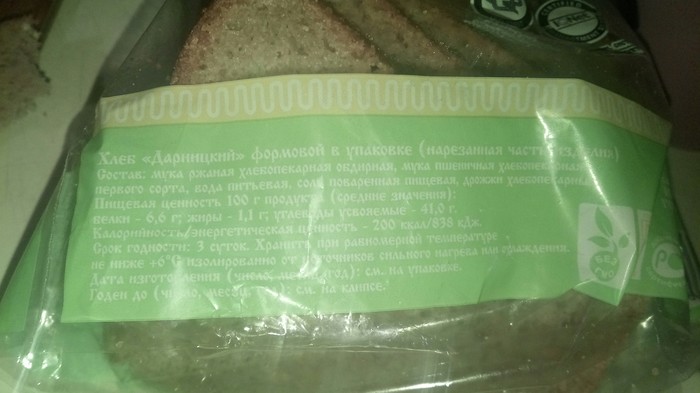 Хлеб «Дарницкий» формовой в упаковке (нарезанная часть изделия)
Состав: мука ржаная хлебопекарная обдирная, мука пшеничная хлебопекарная
первого сорта, вода питьевая, соль поваренная пищевая, дрожжи хлебопекарные
Пищевая ценность 100 г продукта (средние значения):
белки - 6,6 г; жиры - 1,1 г; углеводы усвояемые - 41,0 г.
Калорийность/энергетическая ценность - 200 ккал/838 кДж.
Срок годности: 3 суток. Хранить при равномерной температуре
не ниже +6°С изолированно от источников сильного нагрева или охлаждения.
Дата изготовления (число, месяц, год): см. на упаковке.
Годен до (число, месяц, ): см. на клипсе.
БЕЗ
ГМО
РС